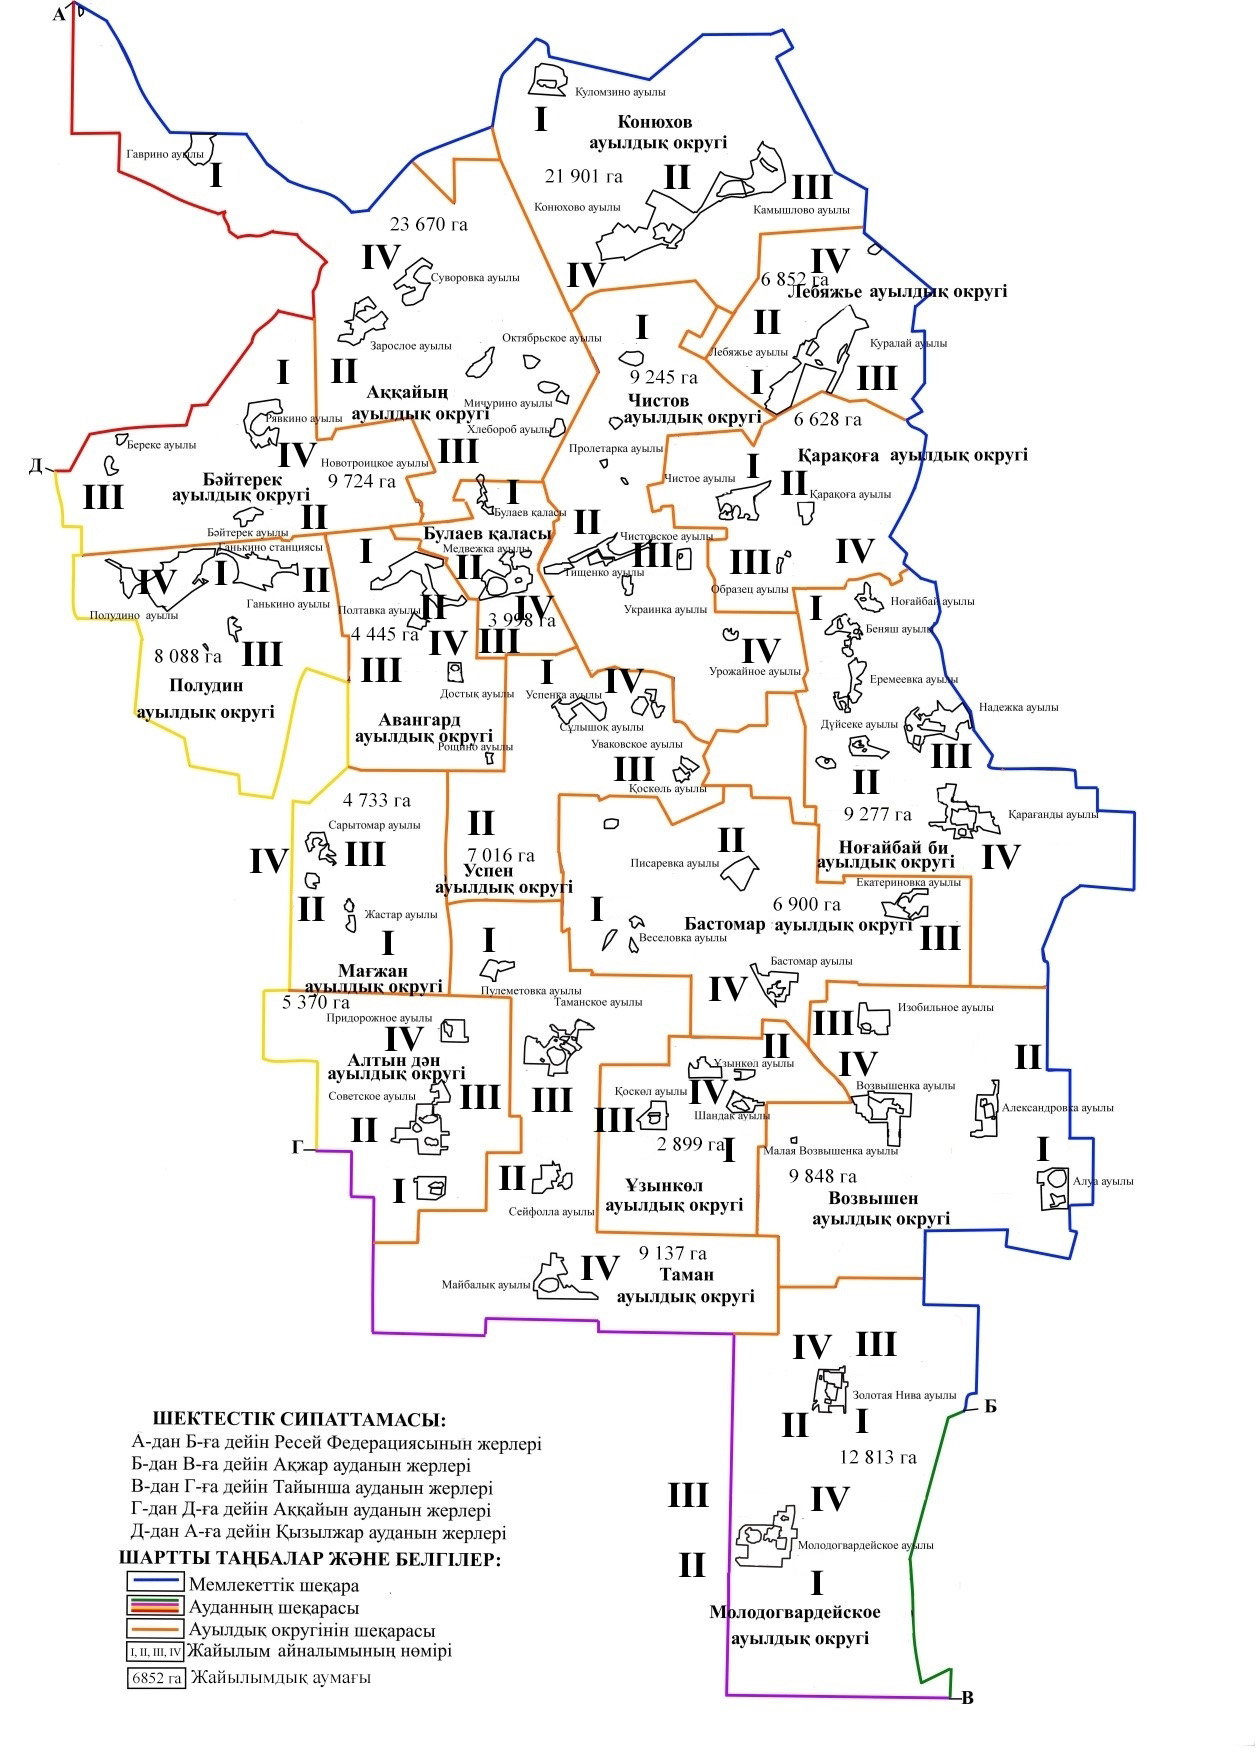 А
Куломзино ауылы
I
Конюхов
ауылдық округі
Гаврино ауылы
I
21 901 га
II
III
Конюхово ауылы
Камышлово ауылы
23 670 га
IV
Суворовка ауылы
IV
IV
6 852 га
Лебяжье ауылдық округі
Зарослое ауылы
Октябрьское ауылы
I
II
Лебяжье ауылы
Куралай ауылы
I
II
Аққайың
ауылдық округі
Мичурино ауылы
Хлебороб ауылы
9 245 га
Чистов
ауылдық округі
I
III
6 628 га
Рявкино ауылы
Береке ауылы
IV
Новотроицкое ауылы
III
Пролетарка ауылы
I
Қарақоға ауылдық округі
Д
Бәйтерек
ауылдық округі
9 724 га
III
I
Булаев қаласы
Чистое ауылы
II
Қарақоға ауылы
Бәйтерек ауылы
II
Булаев қаласы
II
Чистовское ауылы
Ганькино станциясы
I
Медвежка ауылы
II
III
III
IV
IV
I
II
Тищенко ауылы
Образец ауылы
Полудино ауылы
Ганькино ауылы
Полтавка ауылы
II
IV
3 998 га
Украинка ауылы
I
Ноғайбай ауылы
Беняш ауылы
4 445 га
IV
III
8 088 га
III
III
IV
Урожайное ауылы
Еремеевка ауылы
Полудин
ауылдық округі
Достық ауылы
I
Успенка ауылы
IV
Надежка ауылы
Авангард
ауылдық округі
Рощино ауылы
Сұлышоқ ауылы
Уваковское ауылы
Дүйсеке ауылы
III
III
Қоскөль ауылы
II
4 733 га
9 277 га
Қарағанды ауылы
Сарытомар ауылы
II
II
IV
III
7 016 га
Успен
ауылдық округі
Писаревка ауылы
Ноғайбай би
ауылдық округі
IV
Екатериновка ауылы
II
Жастар ауылы
I
6 900 га
Бастомар ауылдық округі
I
I
Веселовка ауылы
III
Мағжан
ауылдық округі
Пулеметовка ауылы
Бастомар ауылы
IV
5 370 га
Таманское ауылы
Придорожное ауылы
Изобильное ауылы
IV
III
Алтын дән
ауылдық округі
II
II
Ұзынкөл ауылы
IV
Советское ауылы
III
III
Қоскөл ауылы
IV
III
Шандақ ауылы
Возвышенка ауылы
Александровка ауылы
II
2 899 га
I
Малая Возвышенка ауылы
I
Г
I
II
Ұзынкөл
ауылдық округі
9 848 га
Возвышен
ауылдық округі
Алуа ауылы
Сейфолла ауылы
9 137 га
Майбалық ауылы
IV
Таман
ауылдық округі
IV
III
Золотая Нива ауылы
Б
II
I
12 813 га
III
IV
Молодогвардейское ауылы
II
I
Молодогвардейское
ауылдық округі
В
ШЕКТЕСТІК СИПАТТАМАСЫ:
А-дан Б-ға дейін Ресей Федерациясынын жерлері
Б-дан В-ға дейін Ақжар ауданын жерлері
В-дан Г-ға дейін Тайынша ауданын жерлері
Г-дан Д-ға дейін Аққайын ауданын жерлері
Д-дан А-ға дейін Қызылжар ауданын жерлері
ШАРТТЫ ТАҢБАЛАР ЖӘНЕ БЕЛГІЛЕР:
Мемлекеттік шеқара
Ауданның шеқарасы
Ауылдық округінін шеқарасы
I, II, III, IV Жайылым айналымының нөмірі
6852 га Жайылымдық аумағы